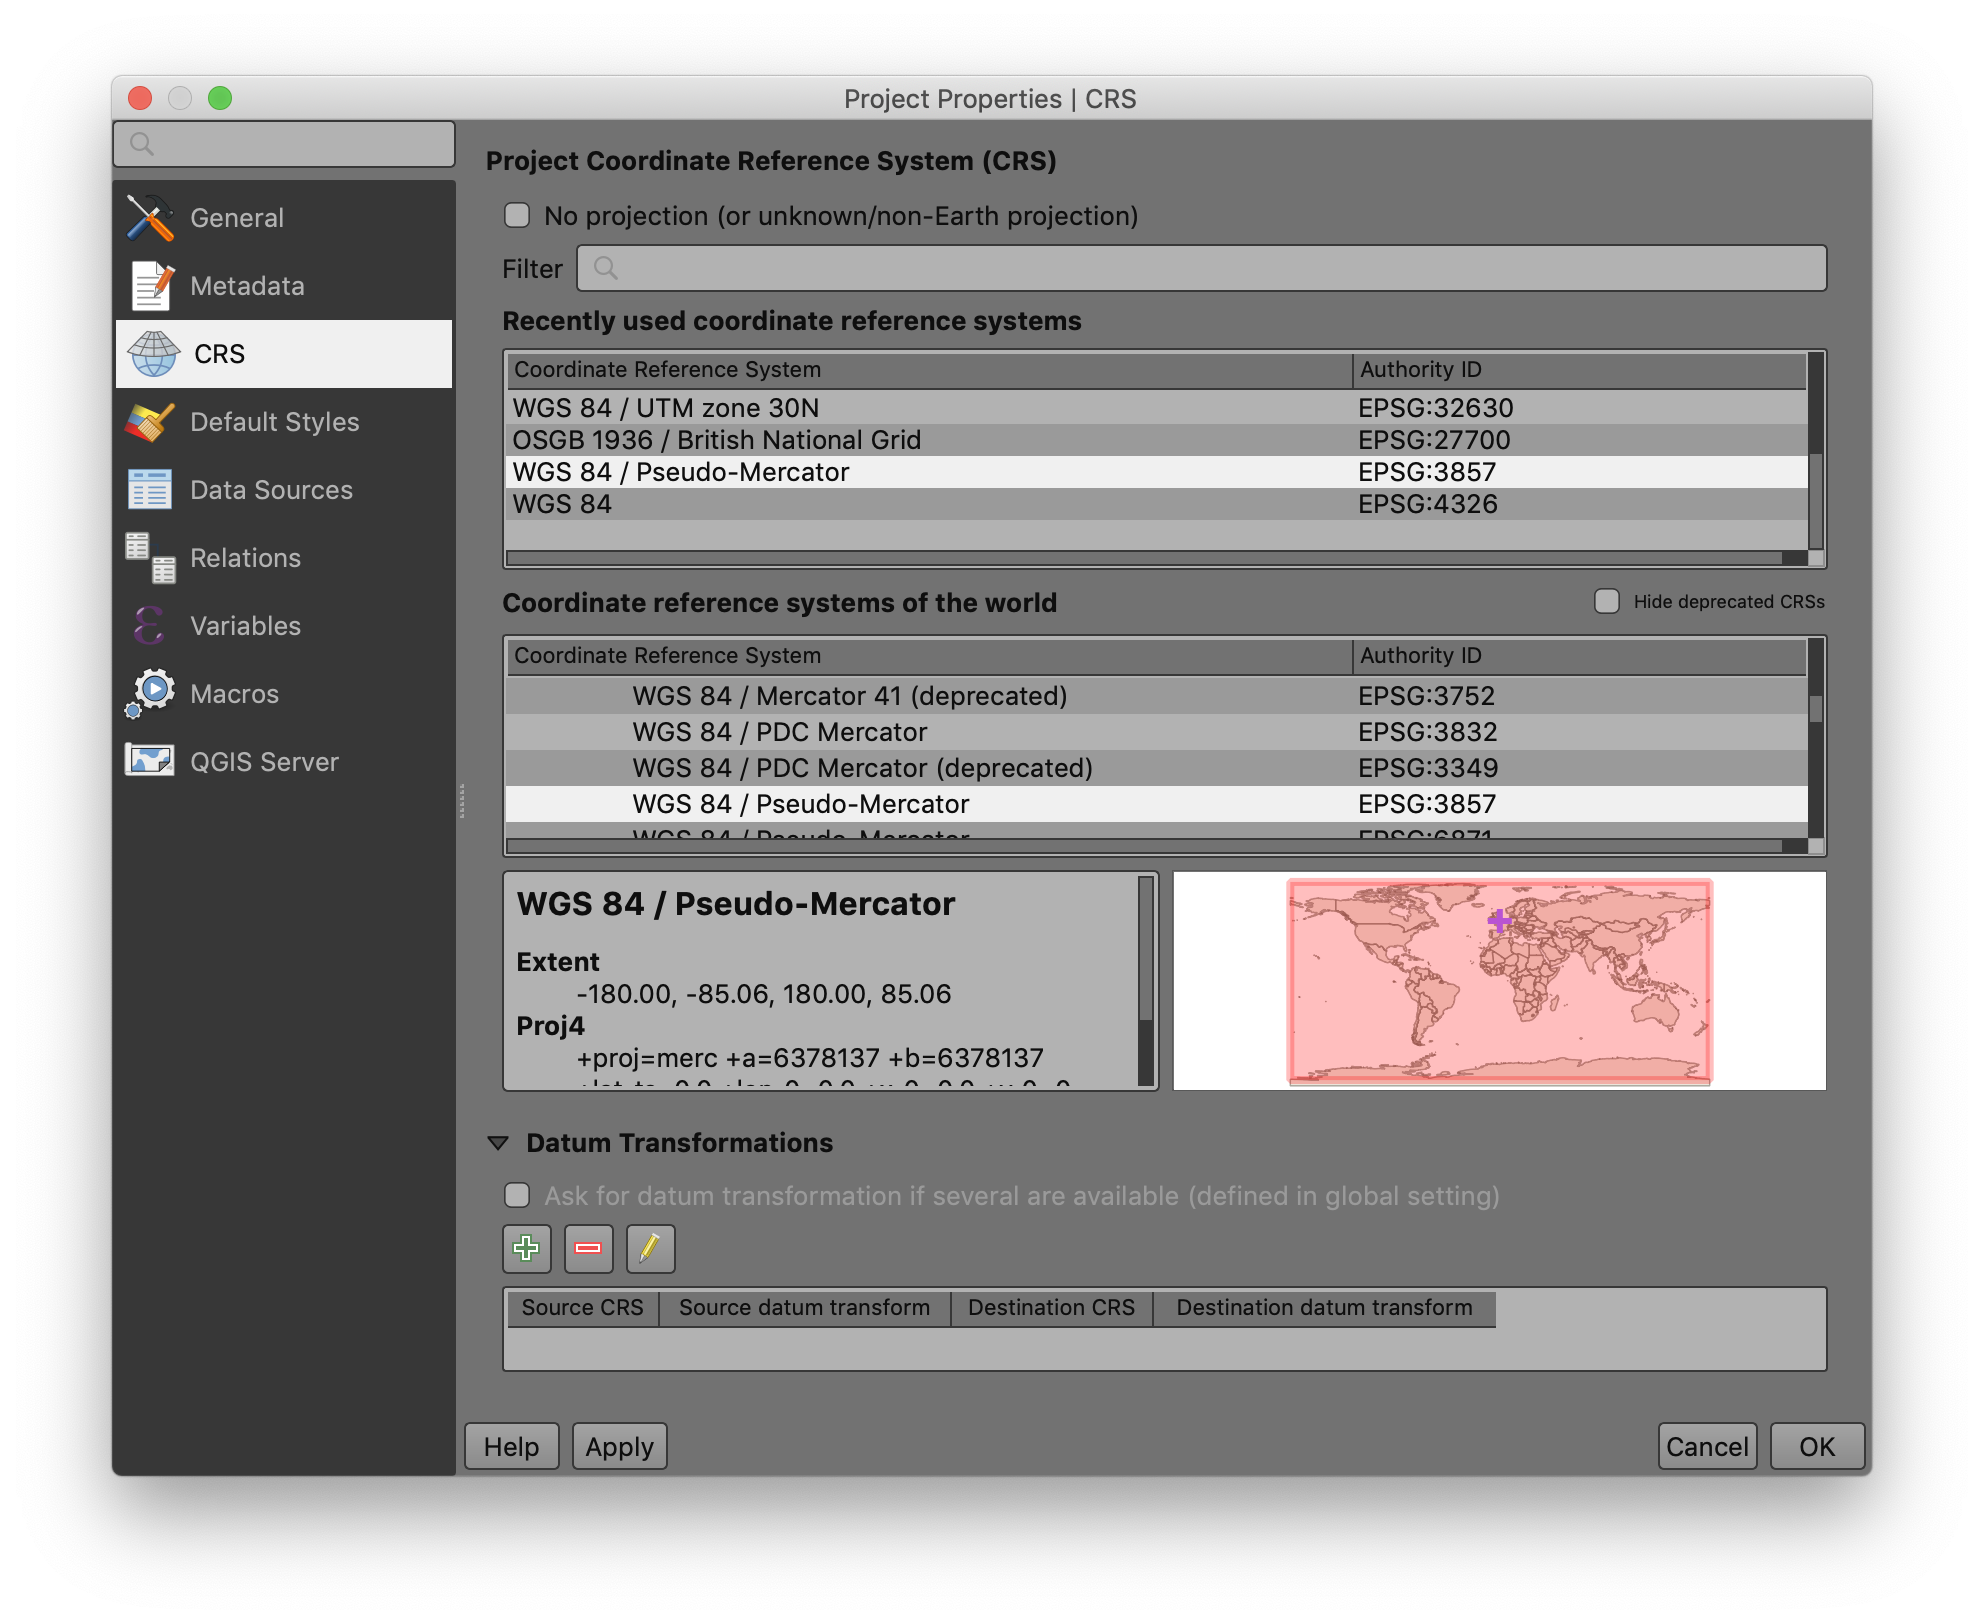 Project Properties | CRS
General
Metadata
CRS
Default Styles
Data Sources
Relations
Variables
Macros
QGIS Server
Project Coordinate Reference System (CRS)
No projection (or unknown/non-Earth projection)
Filter
Recently used coordinate reference systems
Coordinate Reference System Authority ID
WGS 84 / UTM zone 30N EPSG:32630
OSGB 1936 / British National Grid EPSG:27700
WGS 84 / Pseudo-Mercator EPSG:3857
WGS 84 EPSG:4326
Coordinate reference systems of the world Hide deprecated CRSs
Coordinate Reference System Authority ID
WGS 84 / Mercator 41 (deprecated) EPSG:3752
WGS 84 / PDC Mercator EPSG:3832
WGS 84 / PDC Mercator (deprecated) EPSG:3349
WGS 84 / Pseudo-Mercator EPSG:3857
WGS 84 / Pseudo-Mercator EPSG:6871
WGS 84 / Pseudo-Mercator
Extent
-180.00, -85.06, 180.00, 85.06
Proj4
+proj=merc +a=6378137 +b=6378137
Datum Transformations
Ask for datum transformation if several are available (defined in global setting)
Source CRS Source datum transform Destination CRS Destination datum transform
Help Apply Cancel OK